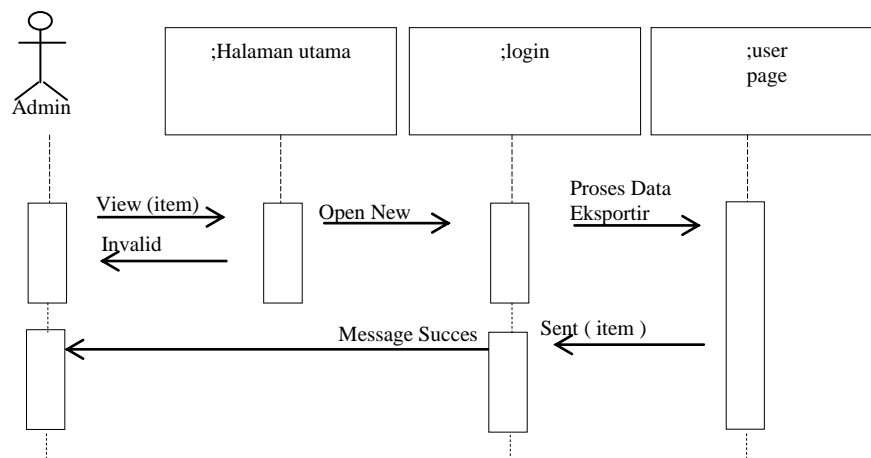 ;Halaman utama
;login
;user
page
Admin
View (item)
Open New
Proses Data
Eksportir
Invalid
Message Succes
Sent ( item )